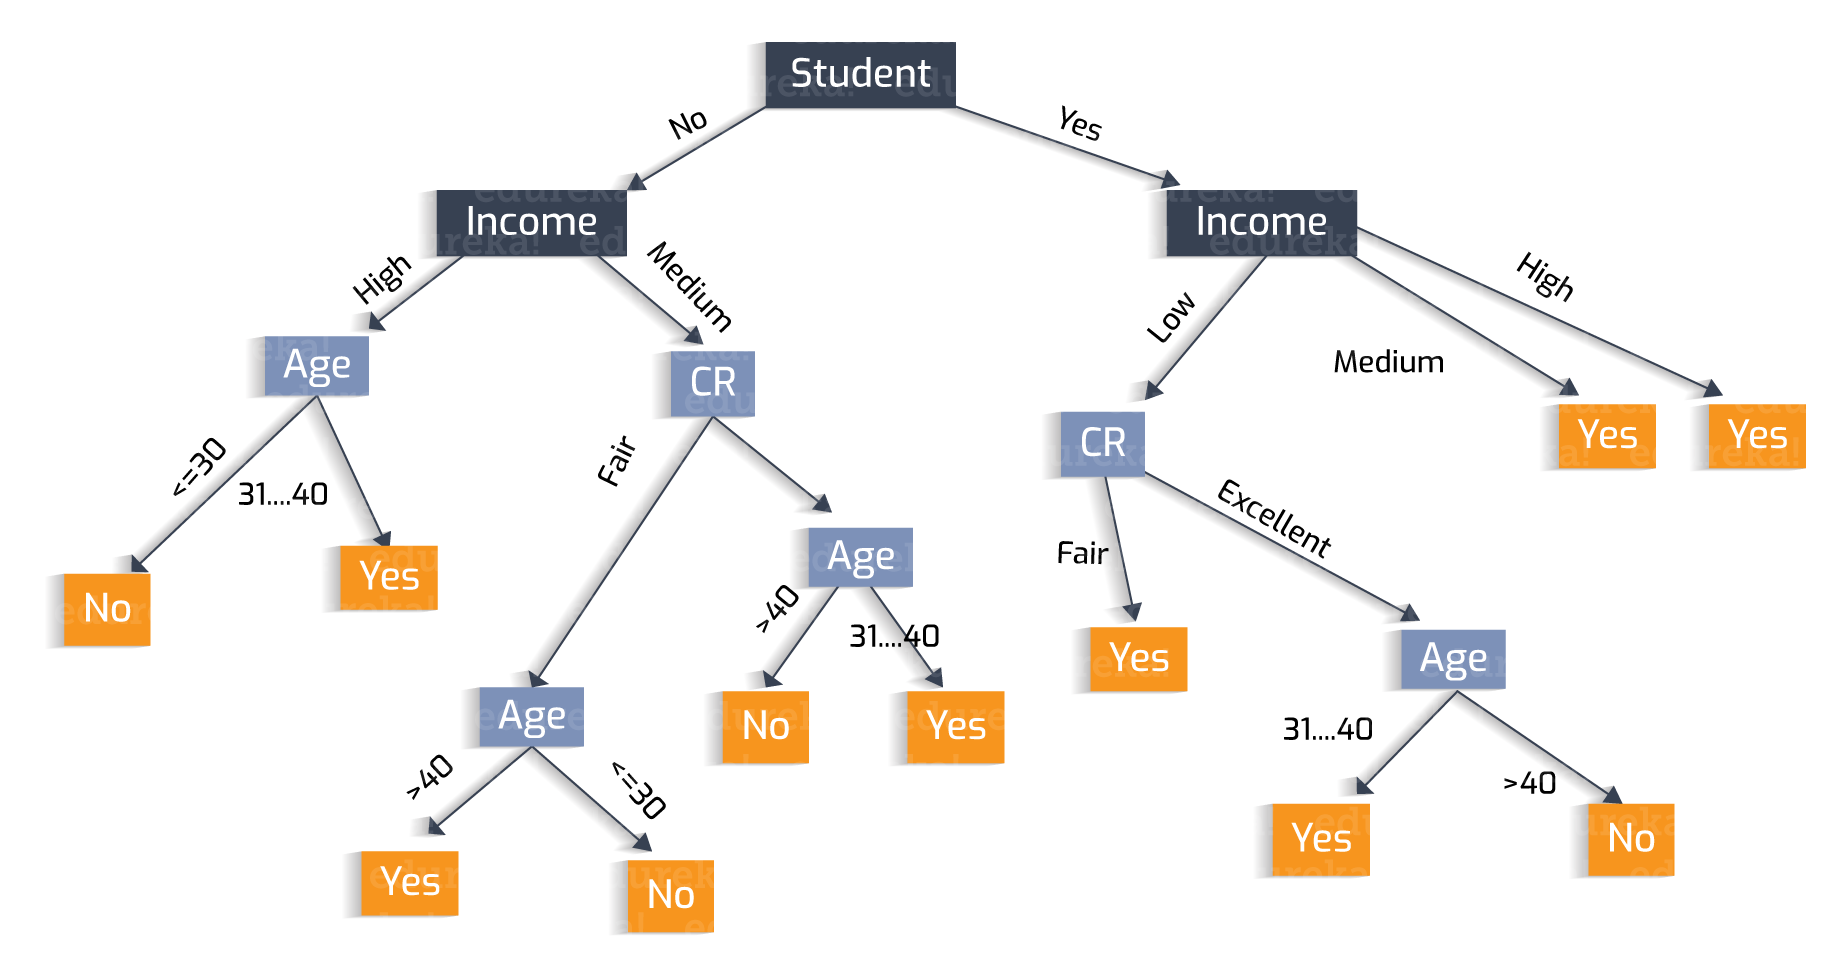 Student
No
Yes
Income
Income
High
Medium
Low
Medium
High
Age
CR
CR
Yes
Yes
<=30
31....40
Fair
Fair
Excellent
No
Yes
Age
>40
31....40
Yes
Age
Age
No
Yes
31....40
>40
>40
<=30
Yes
No
Yes
No
edureka!